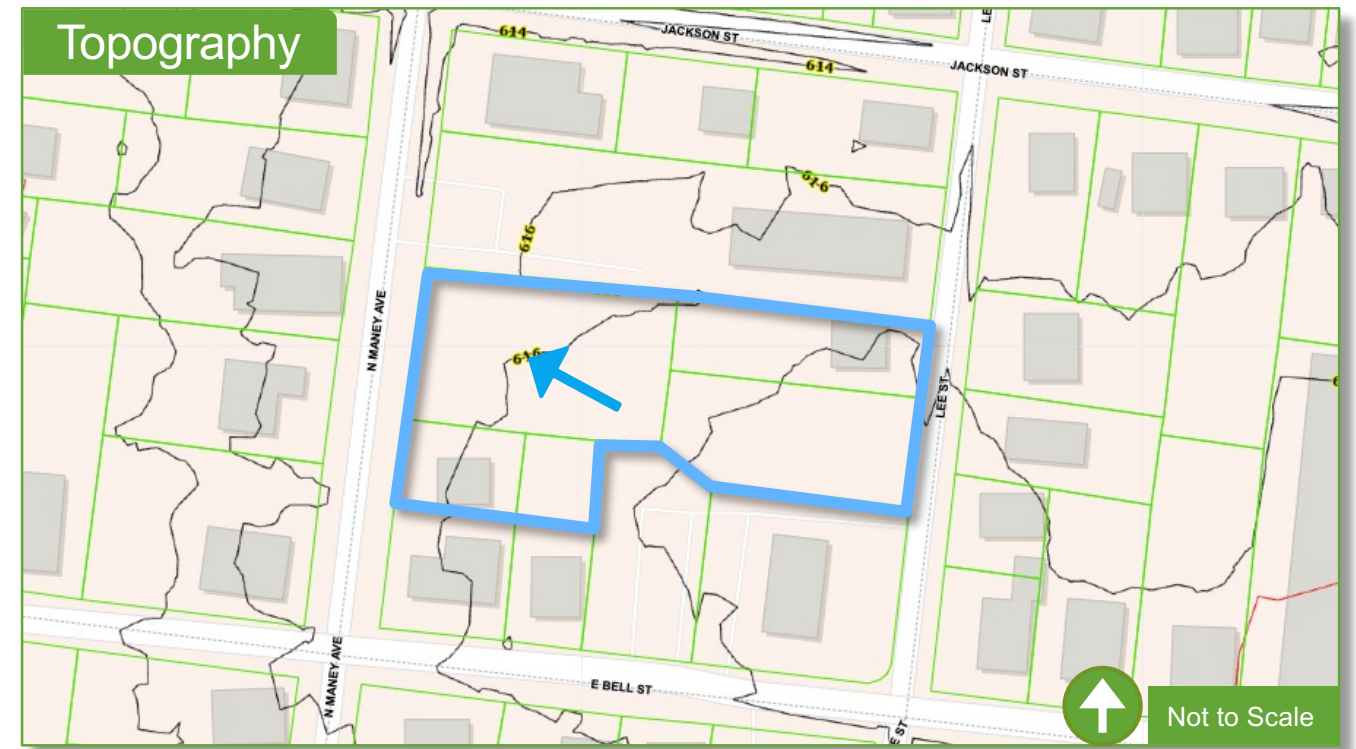 Topography
614
JACKSON ST
614
JACKSON ST
616
616
N MANEY AVE
616
LEE ST
N MANEY AVE
E BELL ST
Not to Scale